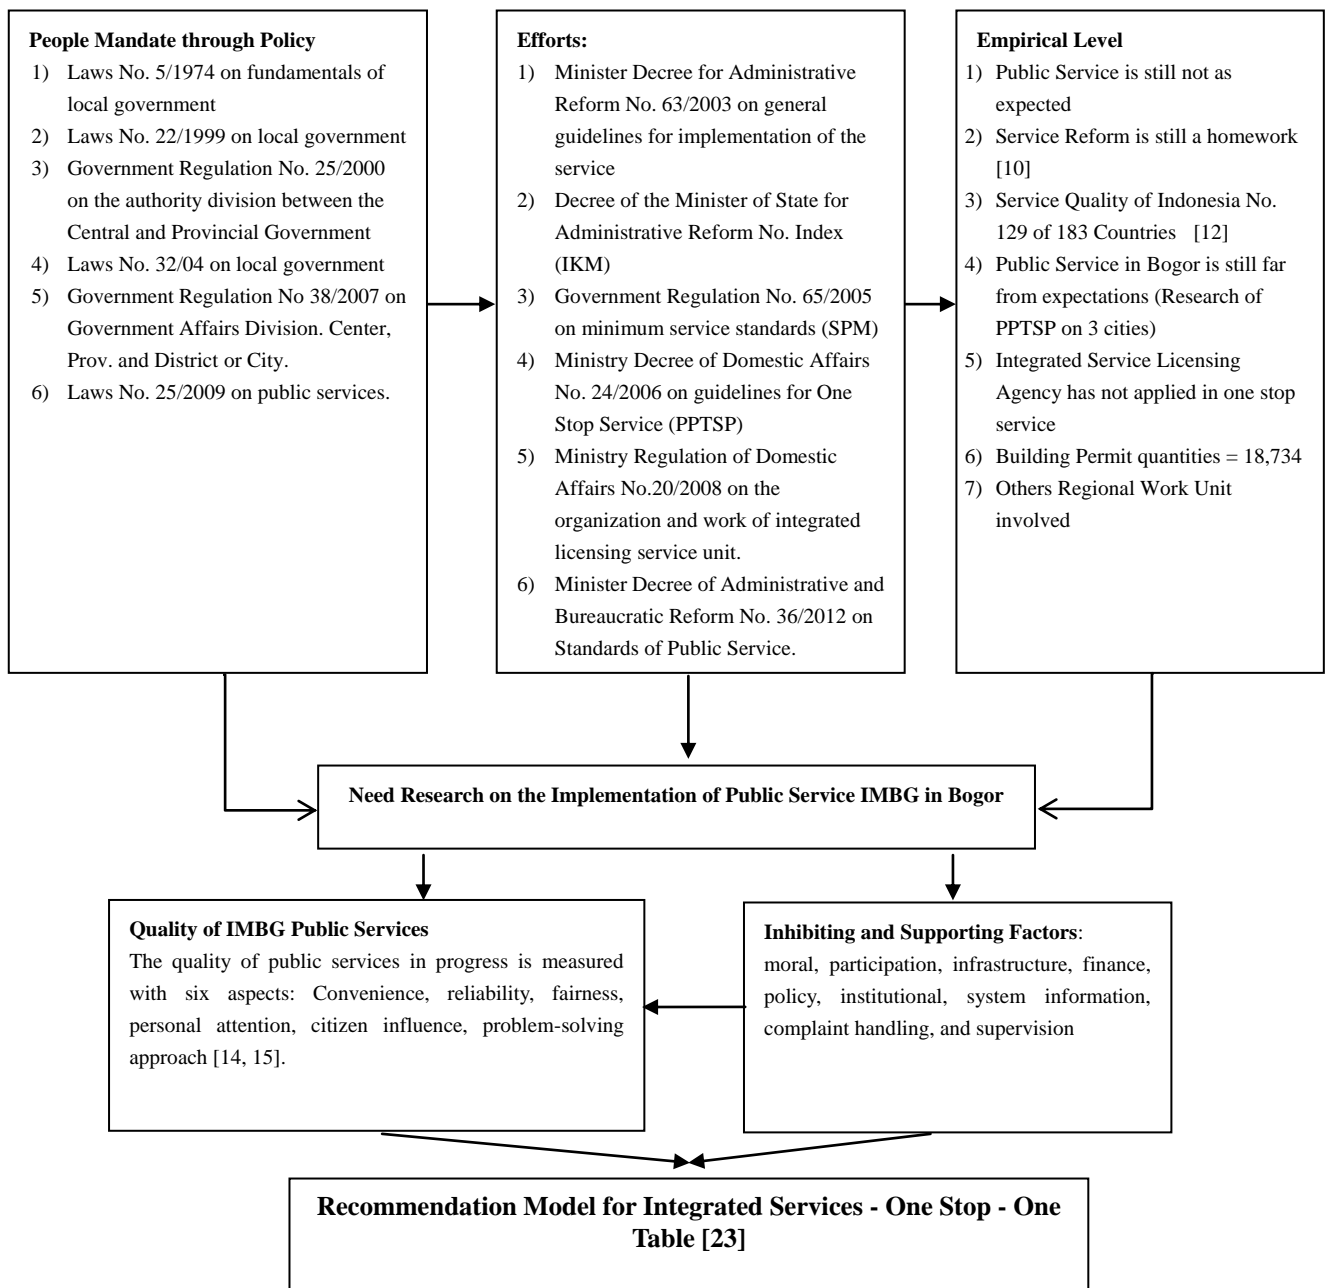 People Mandate through Policy
1) Laws No. 5/1974 on fundamentals of
local government
2) Laws No. 22/1999 on local government
3) Government Regulation No. 25/2000
on the authority division between the
Central and Provincial Government
4) Laws No. 32/04 on local government
5) Government Regulation No 38/2007 on
Government Affairs Division. Center,
Prov. and District or City.
6) Laws No. 25/2009 on public services.
Efforts:
1) Minister Decree for Administrative
Reform No. 63/2003 on general
guidelines for implementation of the
service
2) Decree of the Minister of State for
Administrative Reform No. Index
(IKM)
3) Government Regulation No. 65/2005
on minimum service standards (SPM)
4) Ministry Decree of Domestic Affairs
No. 24/2006 on guidelines for One
Stop Service (PPTSP)
5) Ministry Regulation of Domestic
Affairs No.20/2008 on the
organization and work of integrated
licensing service unit.
6) Minister Decree of Administrative and
Bureaucratic Reform No. 36/2012 on
Standards of Public Service.
Empirical Level
1) Public Service is still not as
expected
2) Service Reform is still a homework
[10]
3) Service Quality of Indonesia No.
129 of 183 Countries [12]
4) Public Service in Bogor is still far
from expectations (Research of
PPTSP on 3 cities)
5) Integrated Service Licensing
Agency has not applied in one stop
service
6) Building Permit quantities = 18,734
7) Others Regional Work Unit
involved
Need Research on the Implementation of Public Service IMBG in Bogor
Quality of IMBG Public Services
The quality of public services in progress is measured
with six aspects: Convenience, reliability, fairness,
personal attention, citizen influence, problem-solving
approach [14, 15].
Inhibiting and Supporting Factors:
moral, participation, infrastructure, finance,
policy, institutional, system information,
complaint handling, and supervision
Recommendation Model for Integrated Services - One Stop - One
Table [23]